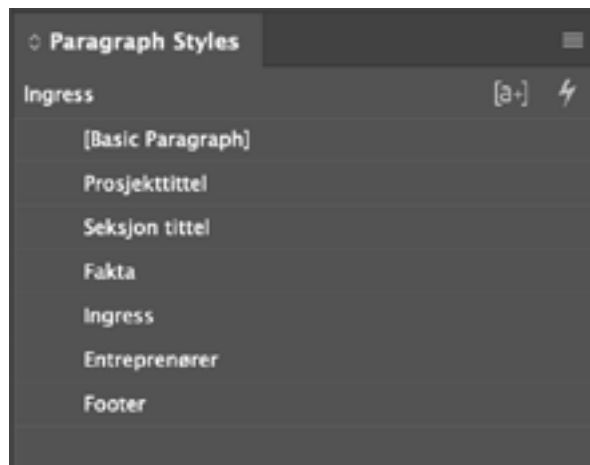 Paragraph Styles
Ingress [a+]
[Basic Paragraph]
Prosjekttittel
Seksjon tittel
Fakta
Ingress
Entreprenører
Footer